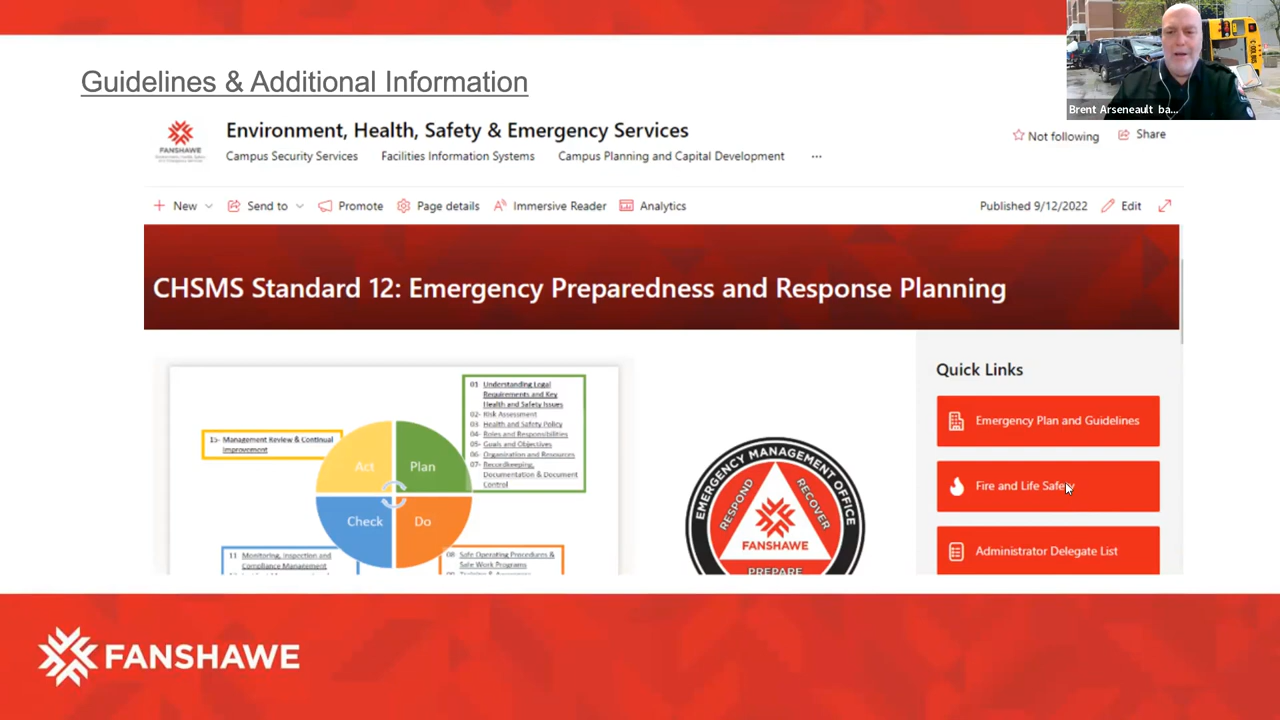 Guidelines & Additional Information
Brent Arseneault ba...
FANSHAWE
Environment, Health, Safety & Emergency Services
Not following
Share
Campus Security Services Facilities Information Systems Campus Planning and Capital Development ...
New Send to Promote Page details Immersive Reader Analytics Published 9/12/2022 Edit
CHSMS Standard 12: Emergency Preparedness and Response Planning
Quick Links
01 Understanding Legal
Requirements and Key
Health and Safety Issues
02- Risk Assessment
03 Health and Safety Policy
04- Roles and Responsibilities
05- Goals and Objectives
06- Organization and Resources
07- Recordkeeping,
Documentation & Document
Control
15- Management Review & Continual
Improvement
Act Plan
Check Do
11 Monitoring, Inspection and
Compliance Management
08 Safe Operating Procedures &
Safe Work Programs
EMERGENCY MANAGEMENT OFFICE
RESPOND
RECOVER
FANSHAWE
PREPARE
Emergency Plan and Guidelines
Fire and Life Safety
Administrator Delegate List
FANSHAWE